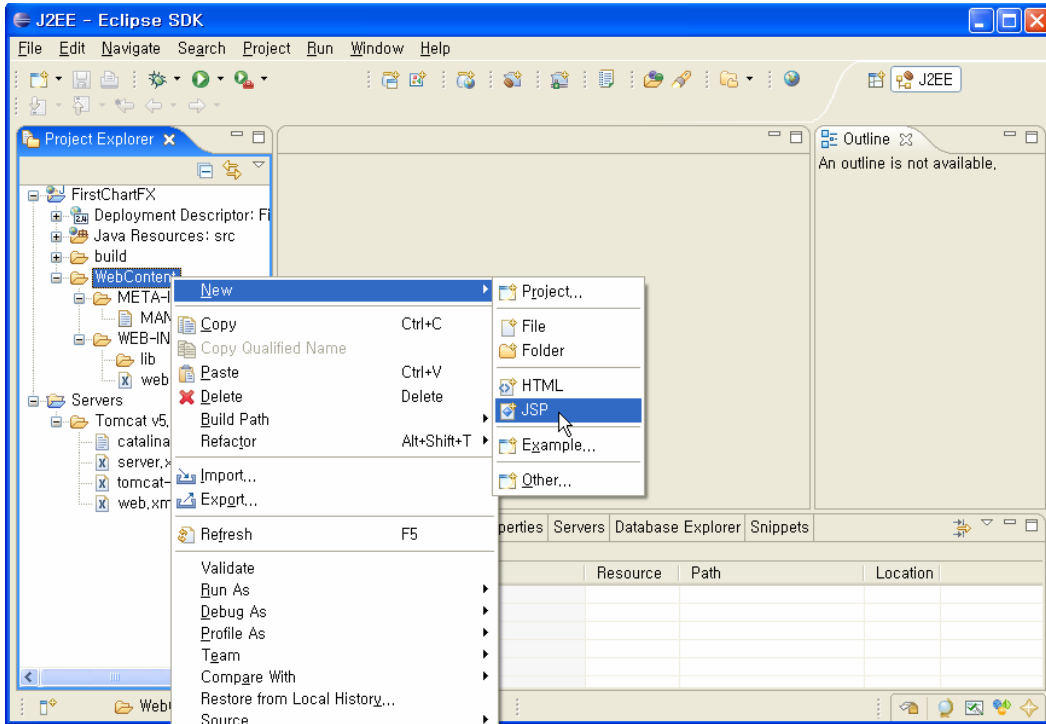 J2EE - Eclipse SDK
File Edit Navigate Search Project Run Window Help
J2EE
Project Explorer
Outline
An outline is not available.
FirstChartFX
Deployment Descriptor: Fi
Java Resources: src
build
WebContent
META-I
MAN
WEB-IN
lib
web
Servers
Tomcat v5.
catalina
server.x
tomcat-
web.xm
New
Copy Ctrl+C
Copy Qualified Name
Paste Ctrl+V
Delete Delete
Build Path
Refactor Alt+Shift+T
Import...
Export...
Refresh F5
Validate
Run As
Debug As
Profile As
Team
Compare With
Restore from Local History...
Source
Project...
File
Folder
HTML
JSP
Example...
Other...
perties Servers Database Explorer Snippets
Resource Path Location
Web